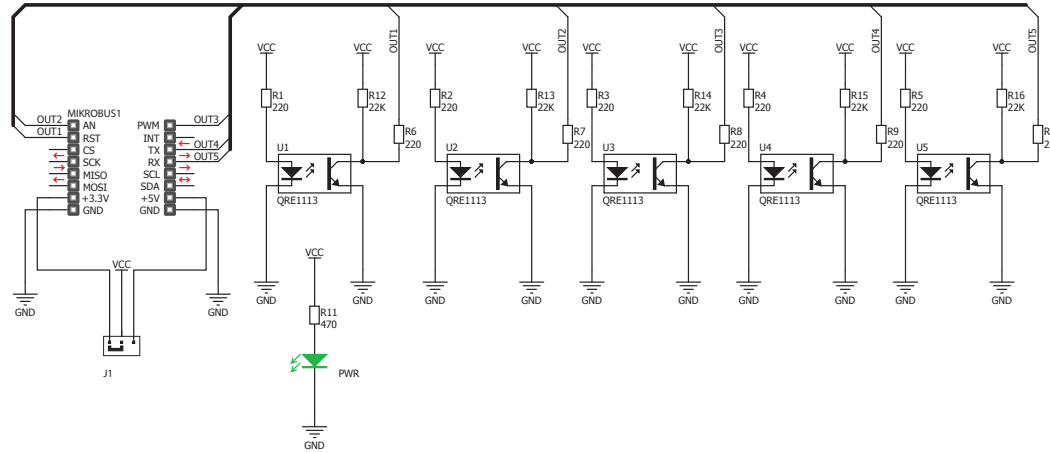 OUT1
OUT2
OUT3
OUT4
OUT5
VCC VCC VCC VCC VCC VCC VCC VCC VCC VCC
R1
220
R12
22K
R2
220
R13
22K
R3
220
R14
22K
R4
220
R15
22K
R5
220
R16
22K
R6
220
R7
220
R8
220
R9
220
MIKROBUS1
OUT2 AN PWM OUT3
OUT1 RST INT
CS TX OUT4
SCK RX OUT5
MISO SCL
MOSI SDA
+3.3V +5V
GND GND
U1
QRE1113
U2
QRE1113
U3
QRE1113
U4
QRE1113
U5
QRE1113
VCC
VCC
GND GND GND GND GND GND GND GND GND GND GND GND
R11
470
PWR
J1
GND